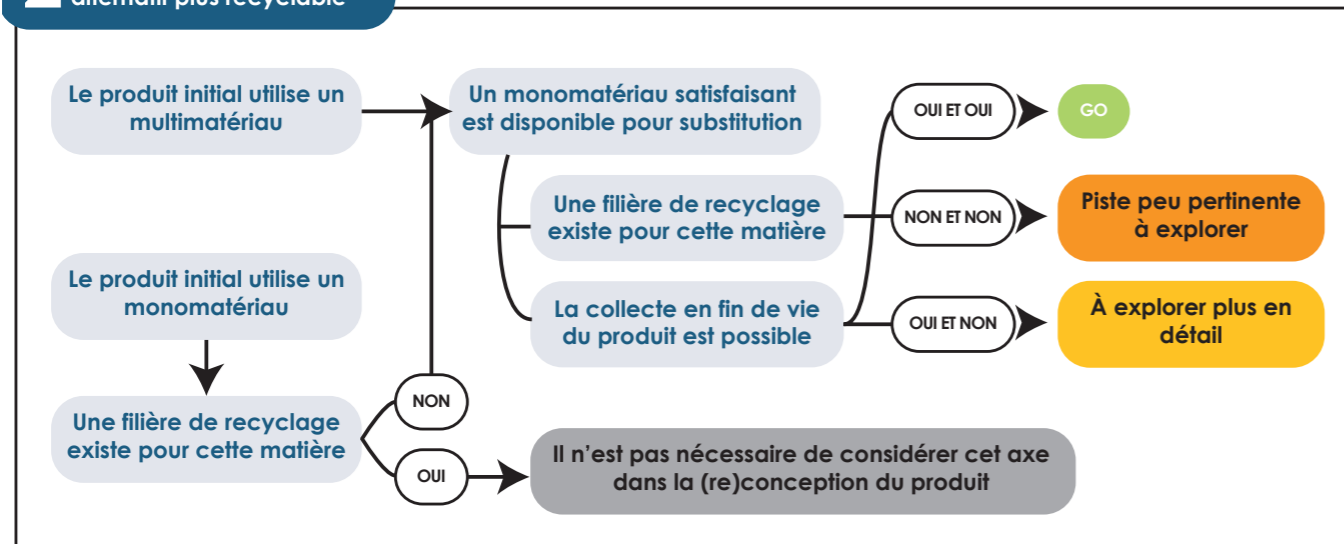 alternatif plus recyclable
Le produit initial utilise un
multimatériau
Un monomatériau satisfaisant
est disponible pour substitution
OUI ET OUI
GO
Une filière de recyclage
existe pour cette matière
NON ET NON
Piste peu pertinente
à explorer
Le produit initial utilise un
monomatériau
La collecte en fin de vie
du produit est possible
OUI ET NON
À explorer plus en
détail
Une filière de recyclage
existe pour cette matière
NON
OUI
Il n’est pas nécessaire de considérer cet axe
dans la (re)conception du produit